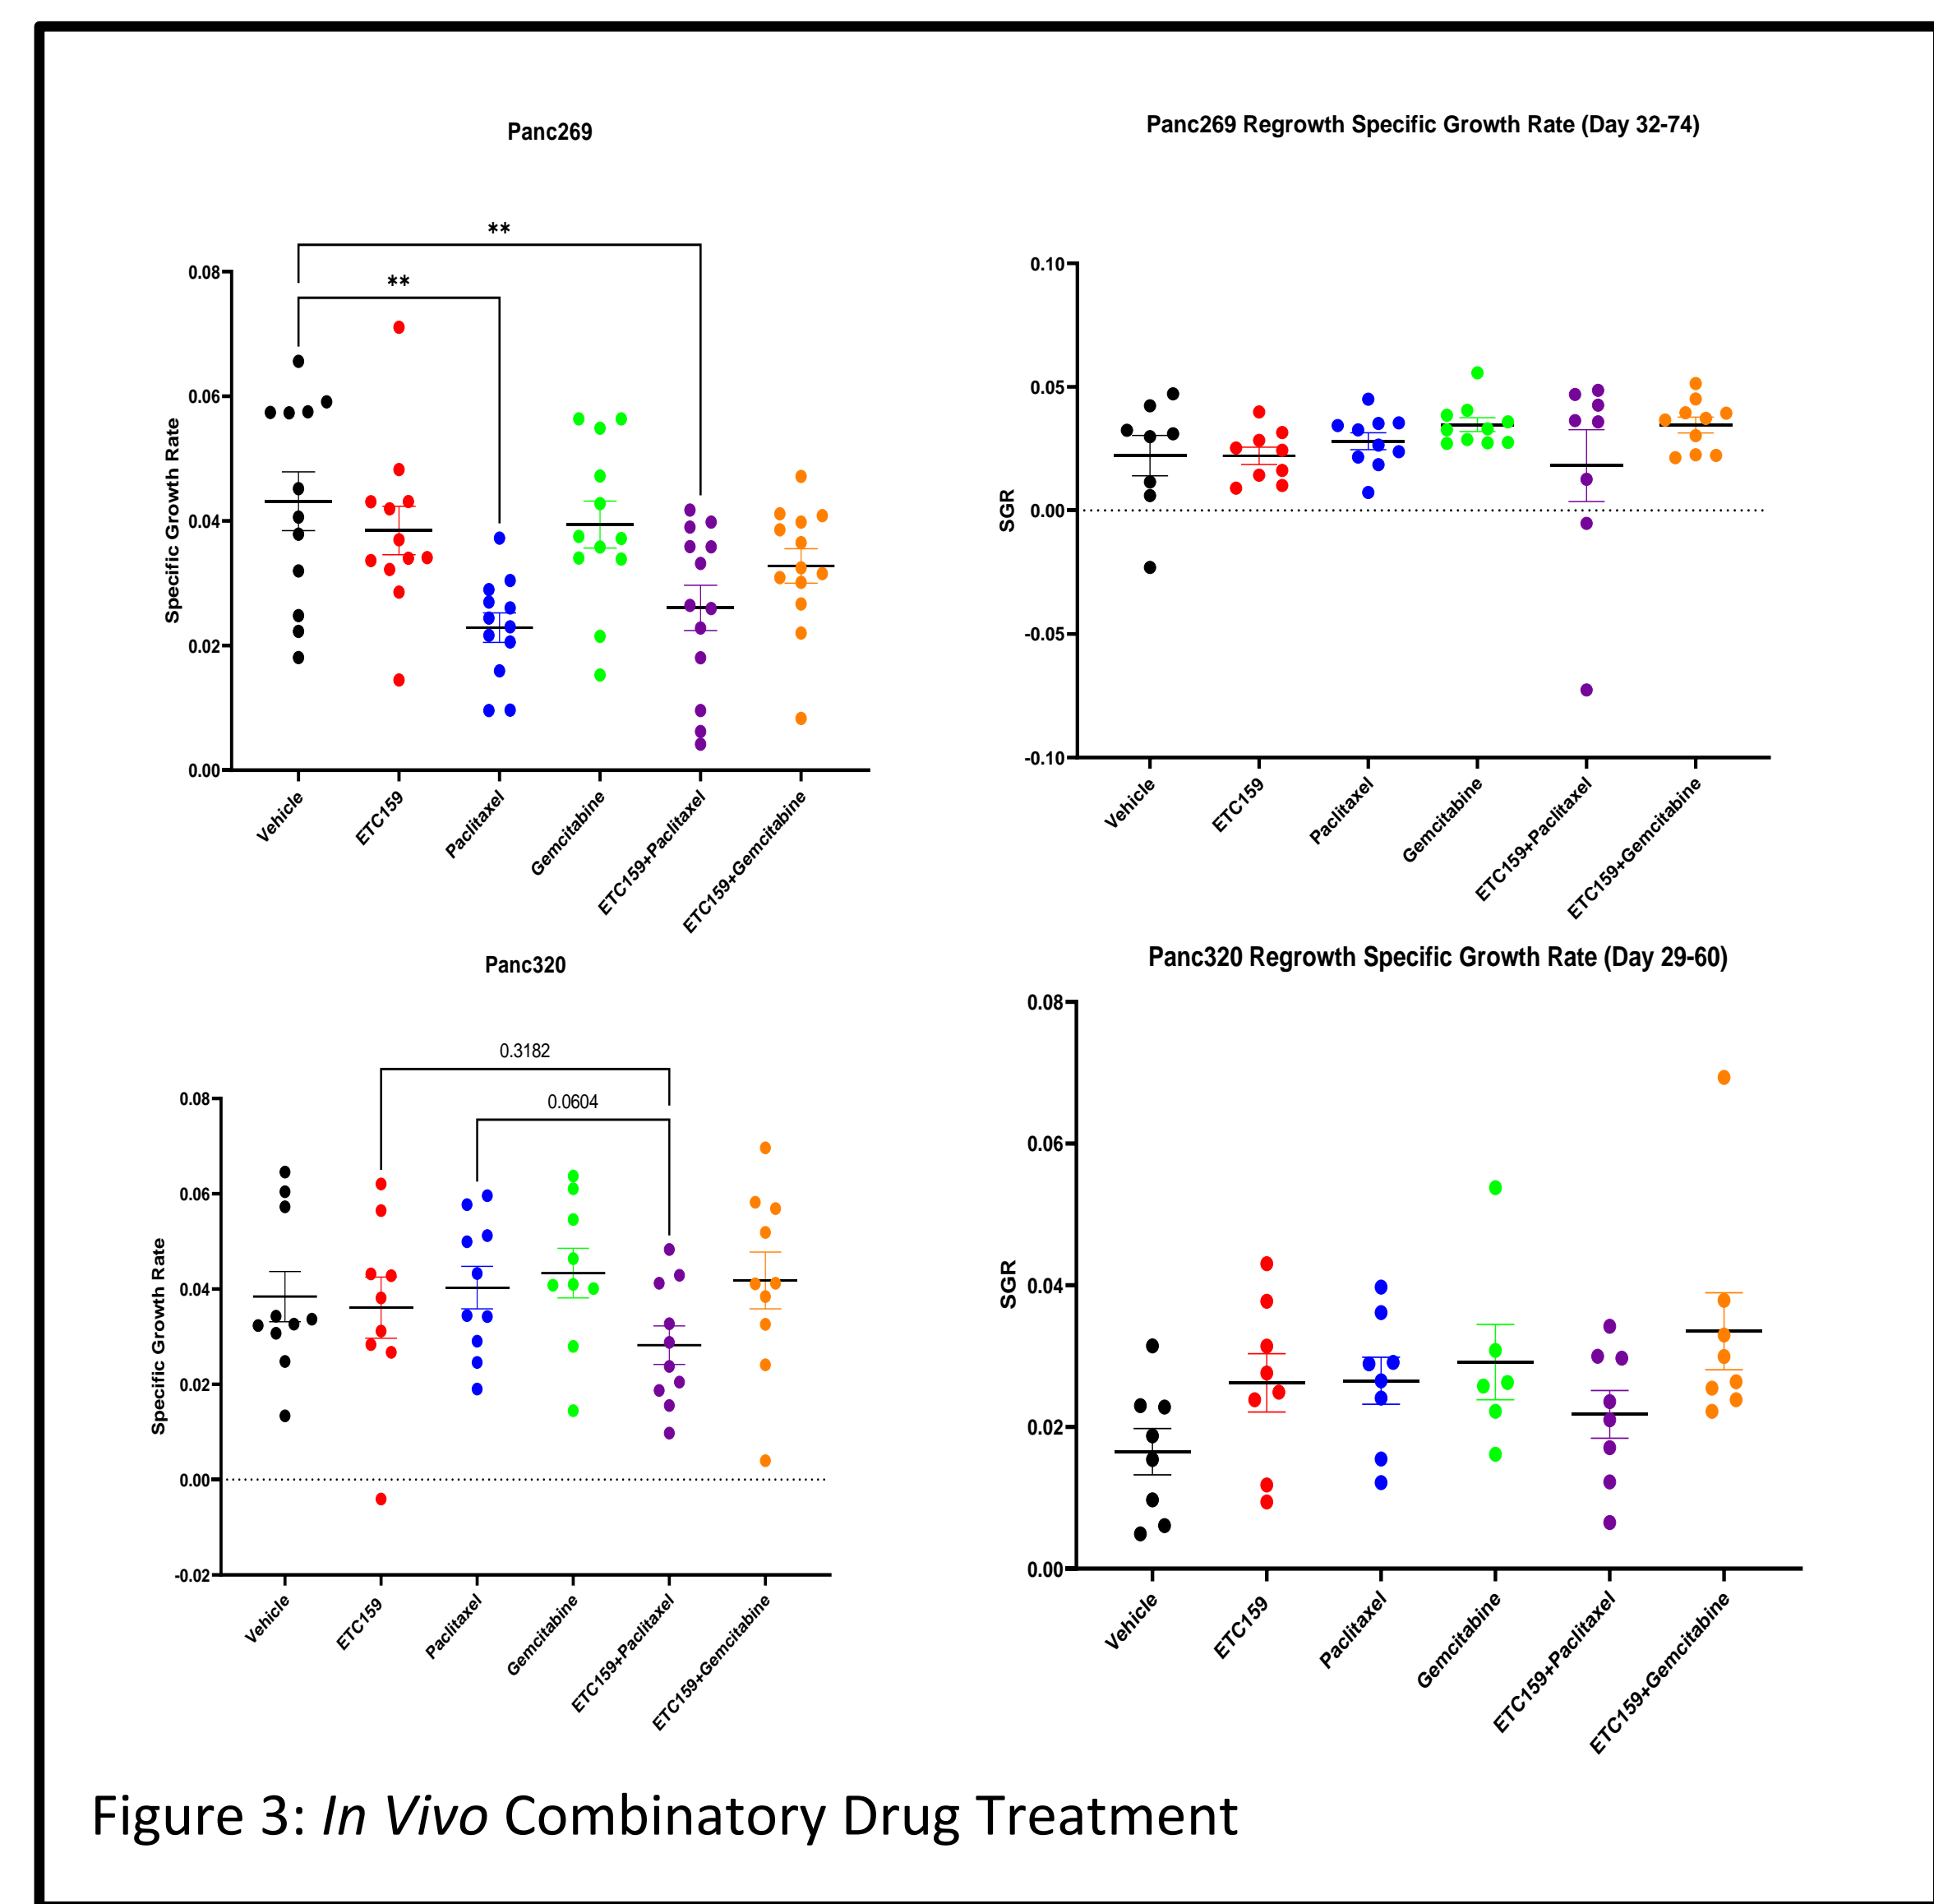 Panc269
**
**
Specific Growth Rate
0.08
0.06
0.04
0.02
0.00
Vehicle
ETC159
Paclitaxel
Gemcitabine
ETC159+Paclitaxel
ETC159+Gemcitabine
Panc269 Regrowth Specific Growth Rate (Day 32-74)
SGR
0.10
0.05
0.00
-0.05
-0.10
Vehicle
ETC159
Paclitaxel
Gemcitabine
ETC159+Paclitaxel
ETC159+Gemcitabine
Panc320
0.3182
0.0604
Specific Growth Rate
0.08
0.06
0.04
0.02
0.00
-0.02
Vehicle
ETC159
Paclitaxel
Gemcitabine
ETC159+Paclitaxel
ETC159+Gemcitabine
Panc320 Regrowth Specific Growth Rate (Day 29-60)
SGR
0.08
0.06
0.04
0.02
0.00
Vehicle
ETC159
Paclitaxel
Gemcitabine
ETC159+Paclitaxel
ETC159+Gemcitabine
Figure 3: In Vivo Combinatory Drug Treatment